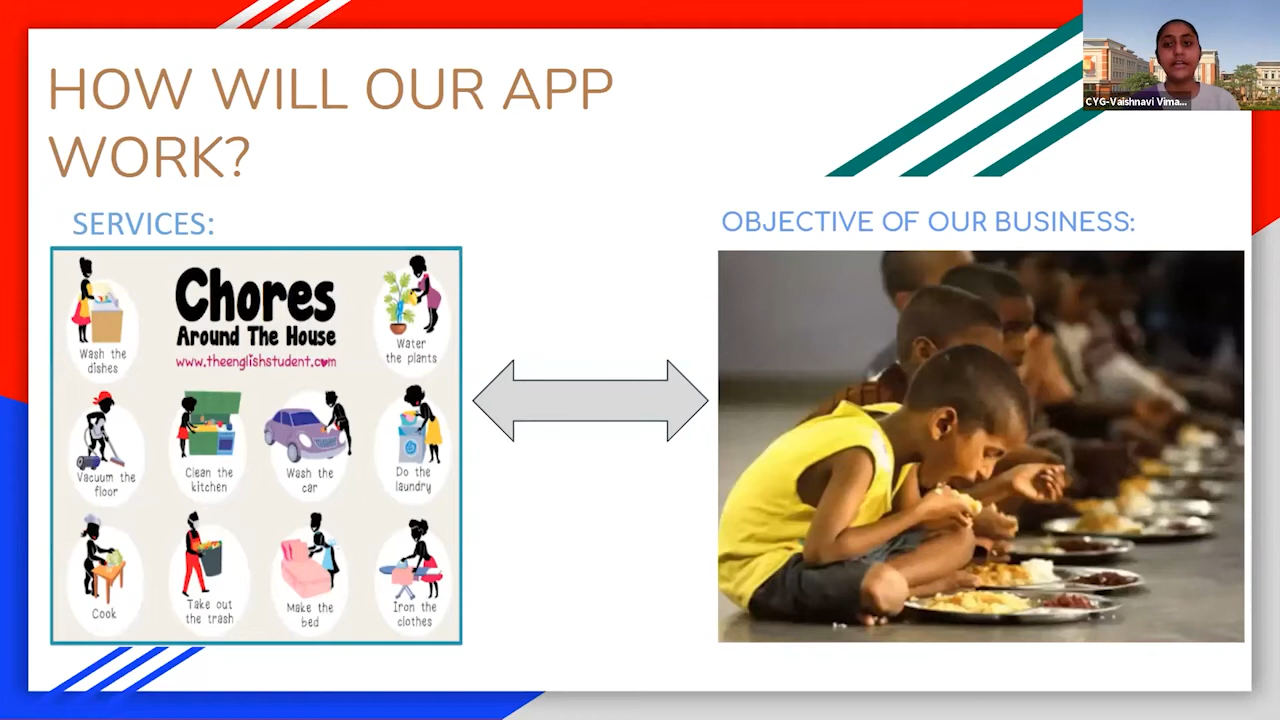 HOW WILL OUR APP
WORK?
CYG-Vaishnavi Vima...
SERVICES:
OBJECTIVE OF OUR BUSINESS:
Chores
Around The House
www.theenglishstudent.com
Wash the
dishes
Water
the plants
Vacuum the
floor
Clean the
kitchen
Wash the
car
Do the
laundry
Cook
Take out
the trash
Make the
bed
Iron the
clothes